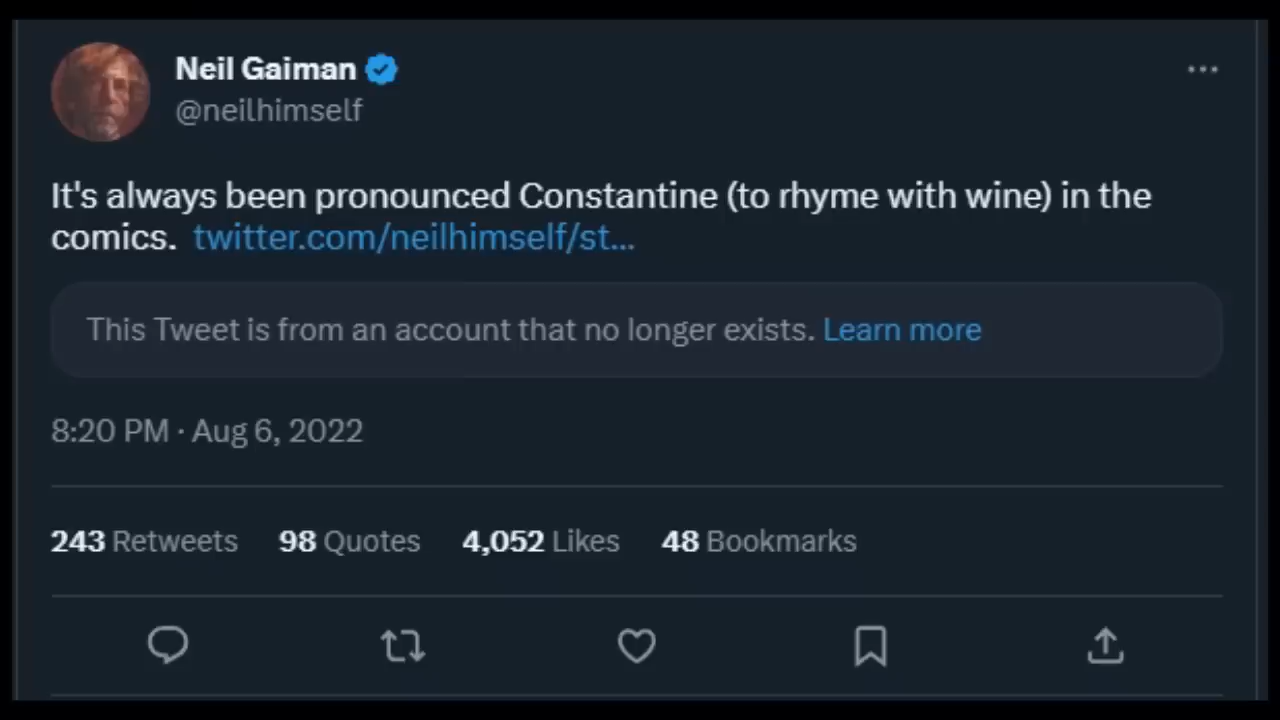 Neil Gaiman
@neilhimself
It's always been pronounced Constantine (to rhyme with wine) in the
comics. twitter.com/neilhimself/st...
This Tweet is from an account that no longer exists. Learn more
8:20 PM · Aug 6, 2022
243 Retweets 98 Quotes 4,052 Likes 48 Bookmarks